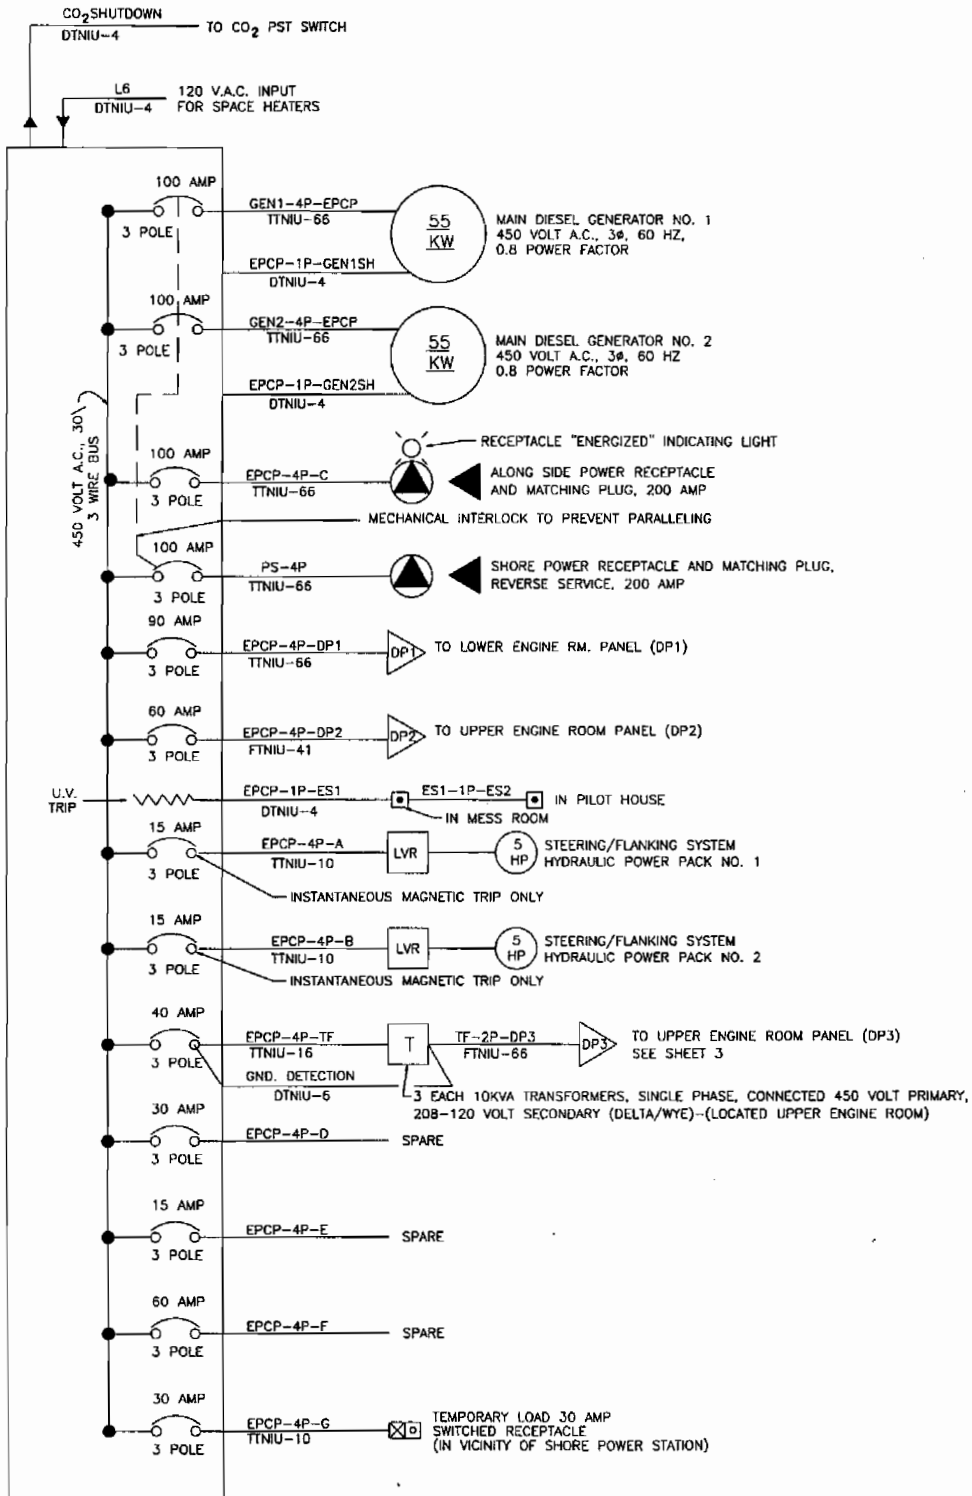 CO2 SHUTDOWN
DTNIU-4
TO CO2 PST SWITCH
L6
DTNIU-4
120 V.A.C. INPUT
FOR SPACE HEATERS
100 AMP
3 POLE
GEN1-4P-EPCP
TTNIU-66
EPCP-1P-GEN1SH
DTNIU-4
55
KW
MAIN DIESEL GENERATOR NO. 1
450 VOLT A.C., 3ø, 60 HZ,
0.8 POWER FACTOR
100 AMP
3 POLE
GEN2-4P-EPCP
TTNIU-66
EPCP-1P-GEN2SH
DTNIU-4
55
KW
MAIN DIESEL GENERATOR NO. 2
450 VOLT A.C., 3ø, 60 HZ
0.8 POWER FACTOR
450 VOLT A.C., 30
3 WIRE BUS
RECEPTACLE "ENERGIZED" INDICATING LIGHT
100 AMP
3 POLE
EPCP-4P-C
TTNIU-66
ALONG SIDE POWER RECEPTACLE
AND MATCHING PLUG, 200 AMP
MECHANICAL INTERLOCK TO PREVENT PARALLELING
100 AMP
3 POLE
PS-4P
TTNIU-66
SHORE POWER RECEPTACLE AND MATCHING PLUG,
REVERSE SERVICE, 200 AMP
90 AMP
3 POLE
EPCP-4P-DP1
TTNIU-66
DP1
TO LOWER ENGINE RM. PANEL (DP1)
60 AMP
3 POLE
EPCP-4P-DP2
FTNIU-41
DP2
TO UPPER ENGINE ROOM PANEL (DP2)
U.V.
TRIP
EPCP-1P-ES1
DTNIU-4
ES1-1P-ES2
IN PILOT HOUSE
IN MESS ROOM
15 AMP
3 POLE
EPCP-4P-A
TTNIU-10
LVR
5
HP
STEERING/FLANKING SYSTEM
HYDRAULIC POWER PACK NO. 1
INSTANTANEOUS MAGNETIC TRIP ONLY
15 AMP
3 POLE
EPCP-4P-B
TTNIU-10
LVR
5
HP
STEERING/FLANKING SYSTEM
HYDRAULIC POWER PACK NO. 2
INSTANTANEOUS MAGNETIC TRIP ONLY
40 AMP
3 POLE
EPCP-4P-TF
TTNIU-16
T
TF-2P-DP3
FTNIU-66
DP3
TO UPPER ENGINE ROOM PANEL (DP3)
SEE SHEET 3
GND. DETECTION
DTNIU-6
3 EACH 10KVA TRANSFORMERS, SINGLE PHASE, CONNECTED 450 VOLT PRIMARY,
208-120 VOLT SECONDARY (DELTA/WYE)-(LOCATED UPPER ENGINE ROOM)
30 AMP
3 POLE
EPCP-4P-D
SPARE
15 AMP
3 POLE
EPCP-4P-E
SPARE
60 AMP
3 POLE
EPCP-4P-F
SPARE
30 AMP
3 POLE
EPCP-4P-G
TTNIU-10
TEMPORARY LOAD 30 AMP
SWITCHED RECEPTACLE
(IN VICINITY OF SHORE POWER STATION)